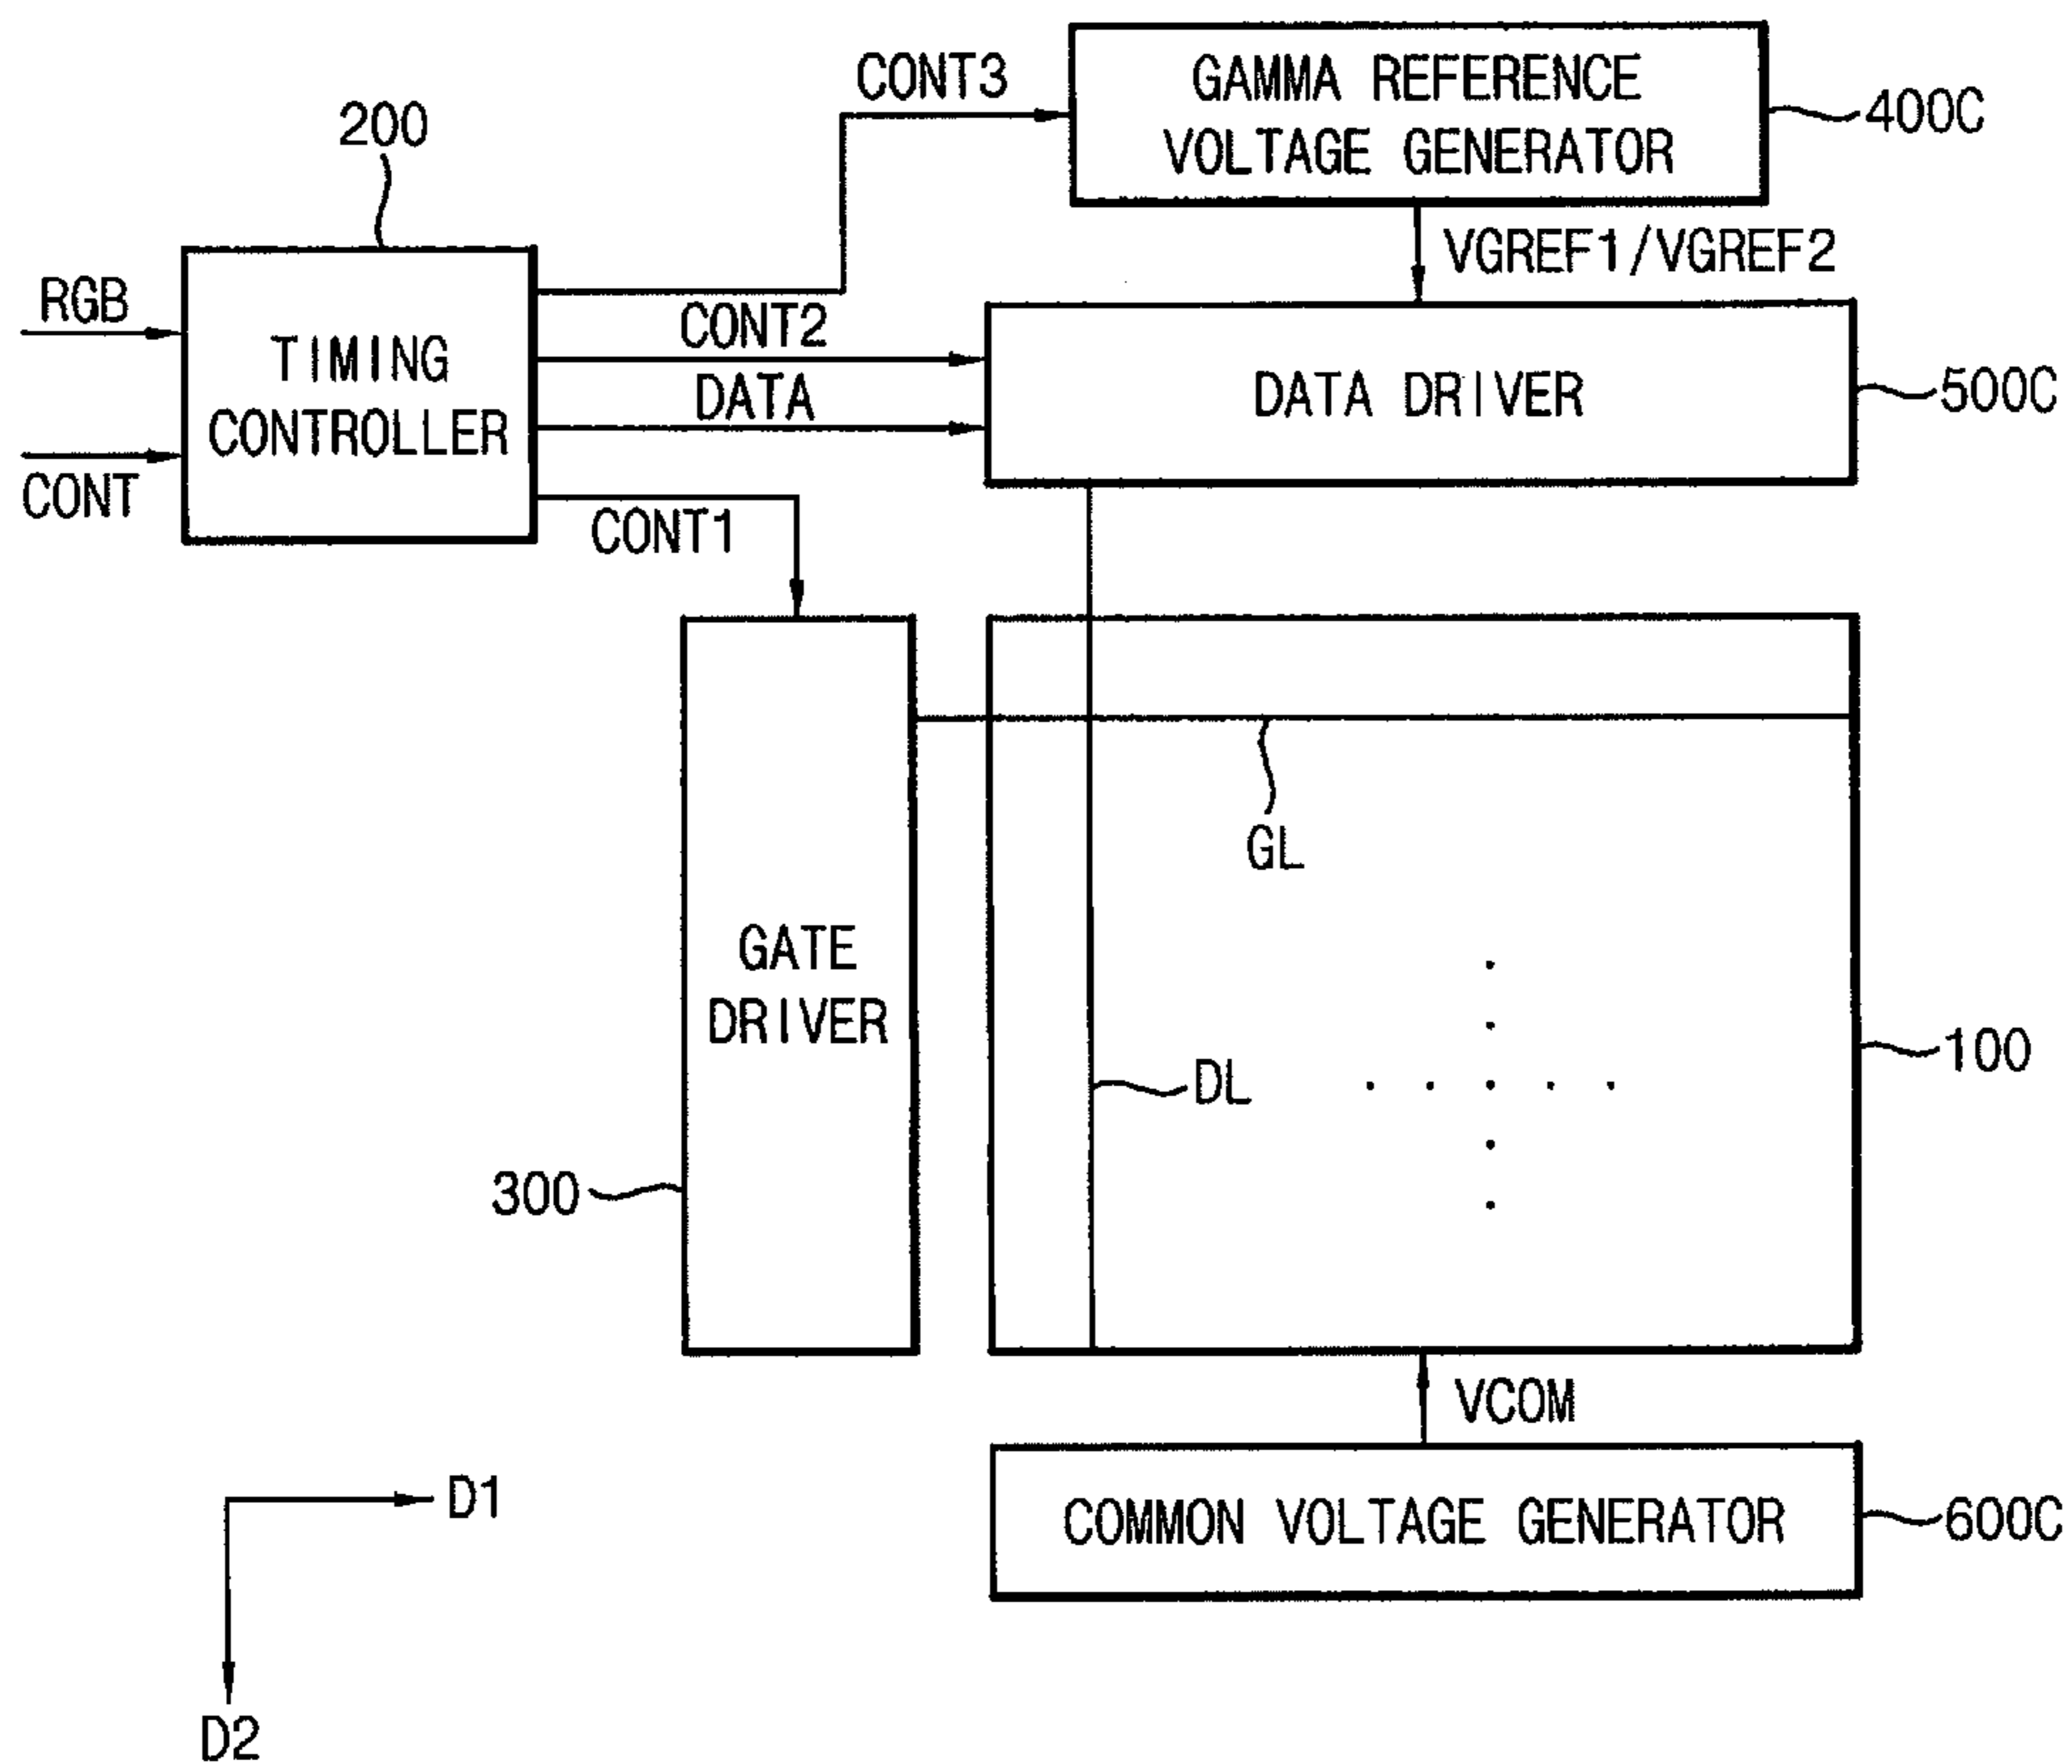 CONT3
GAMMA REFERENCE
VOLTAGE GENERATOR
400C
200
VGREF1/VGREF2
RGB
CONT
TIMING
CONTROLLER
CONT2
DATA
CONT1
DATA DRIVER
500C
GL
GATE
DRIVER
DL
100
300
VCOM
COMMON VOLTAGE GENERATOR
600C
D1
D2